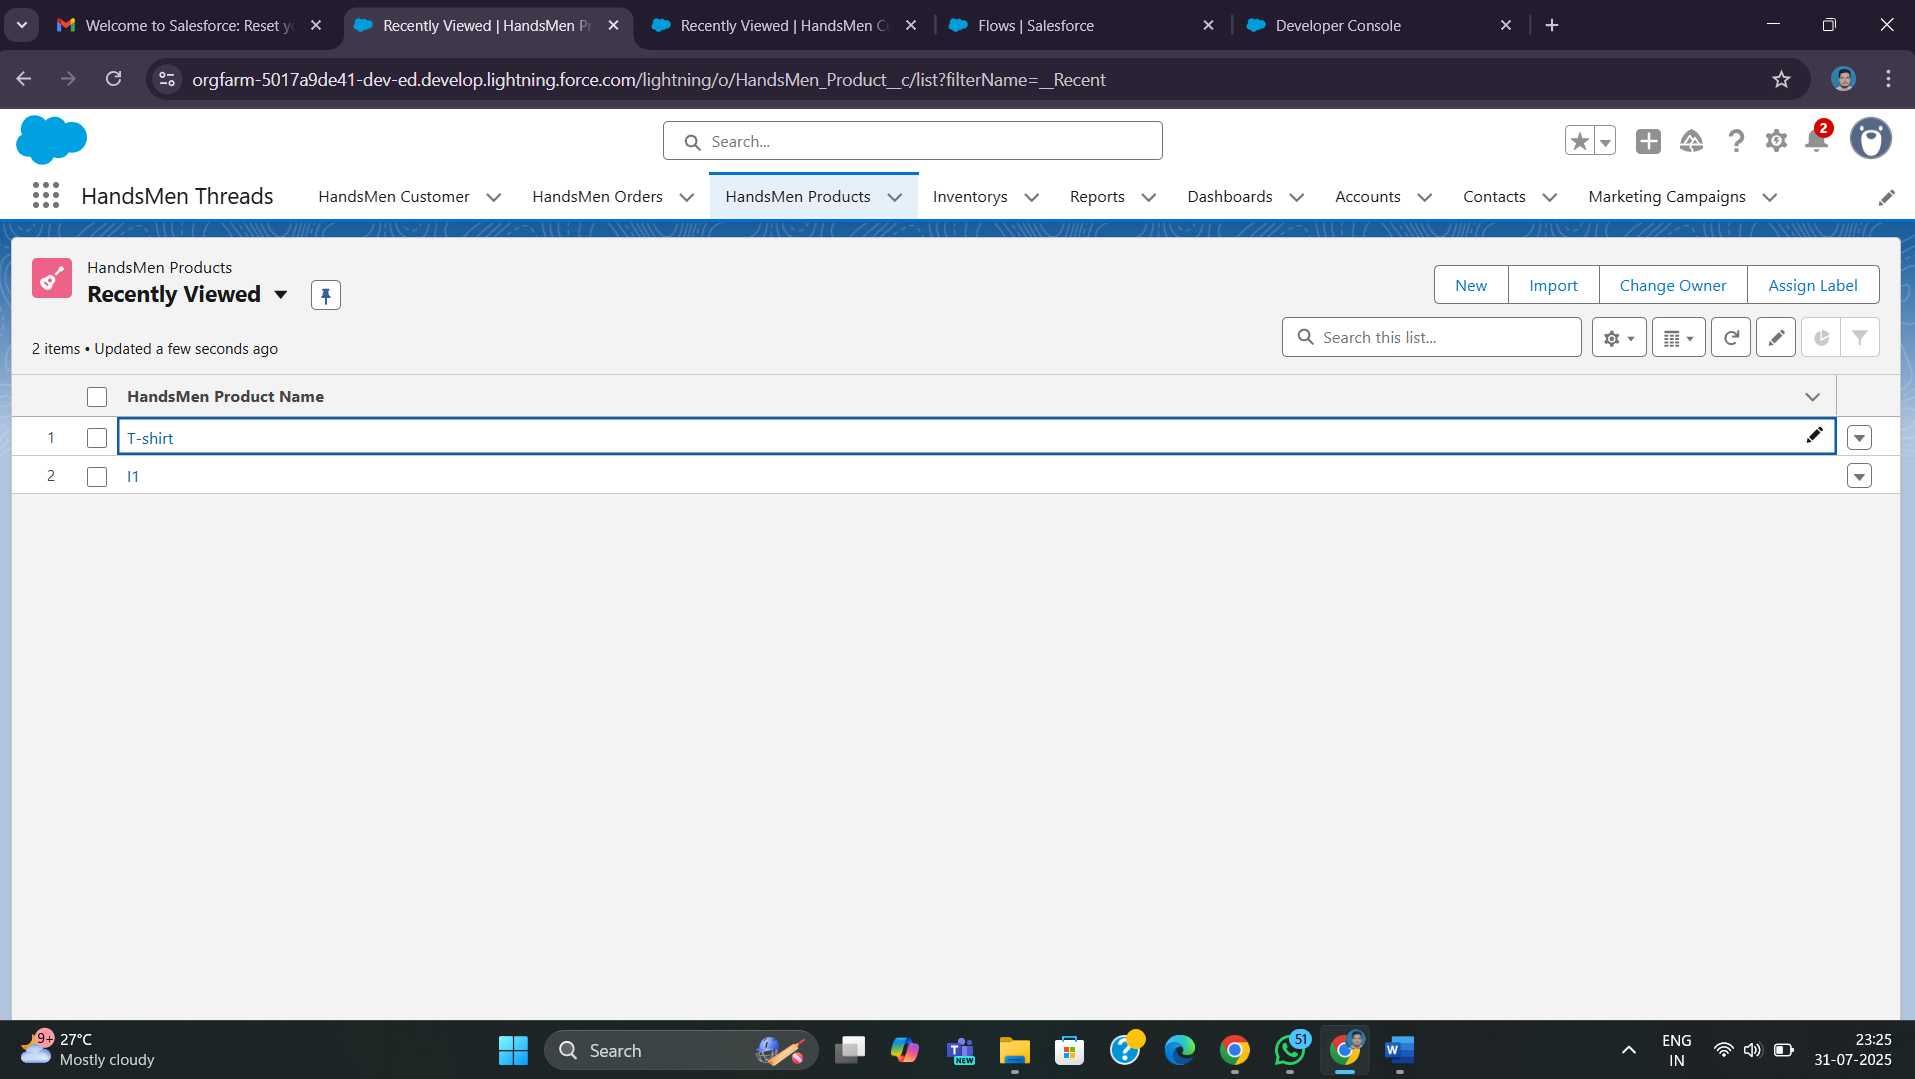 Welcome to Salesforce: Reset yo
Recently Viewed | HandsMen Pr
Recently Viewed | HandsMen Cu
Flows | Salesforce
Developer Console
orgfarm-5017a9de41-dev-ed.develop.lightning.force.com/lightning/o/HandsMen_Product__c/list?filterName=__Recent
Search...
2
HandsMen Threads
HandsMen Customer
HandsMen Orders
HandsMen Products
Inventorys
Reports
Dashboards
Accounts
Contacts
Marketing Campaigns
HandsMen Products
Recently Viewed
New
Import
Change Owner
Assign Label
2 items • Updated a few seconds ago
Search this list...
HandsMen Product Name
1 T-shirt
2 I1
9+
27°C
Mostly cloudy
Search
T
NEW
51
W
ENG
IN
23:25
31-07-2025